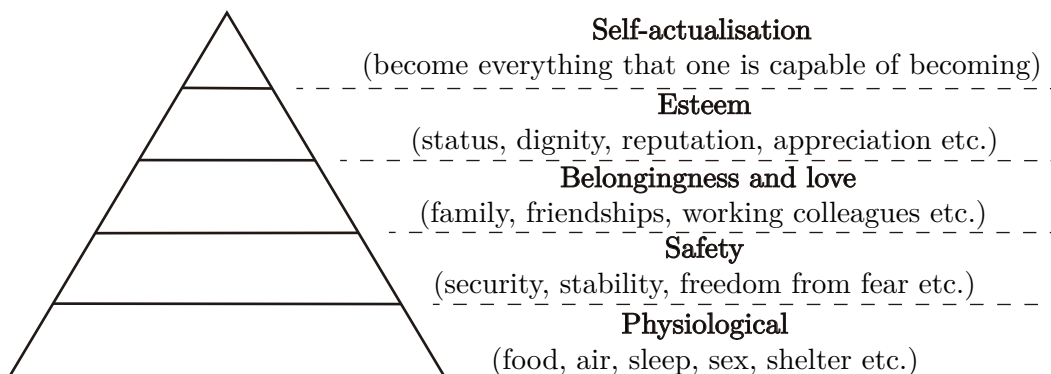 Self-actualisation
(become everything that one is capable of becoming)
Esteem
(status, dignity, reputation, appreciation etc.)
Belongingness and love
(family, friendships, working colleagues etc.)
Safety
(security, stability, freedom from fear etc.)
Physiological
(food, air, sleep, sex, shelter etc.)